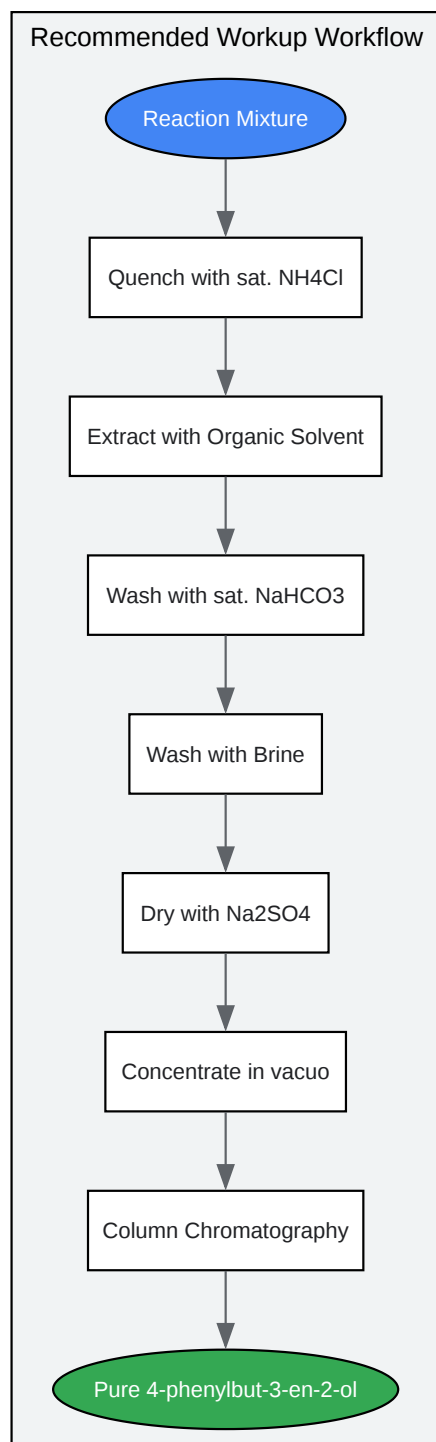 Recommended Workup Workflow
Reaction Mixture
Quench with sat. NH4Cl
Extract with Organic Solvent
Wash with sat. NaHCO3
Wash with Brine
Dry with Na2SO4
Concentrate in vacuo
Column Chromatography
Pure 4-phenylbut-3-en-2-ol